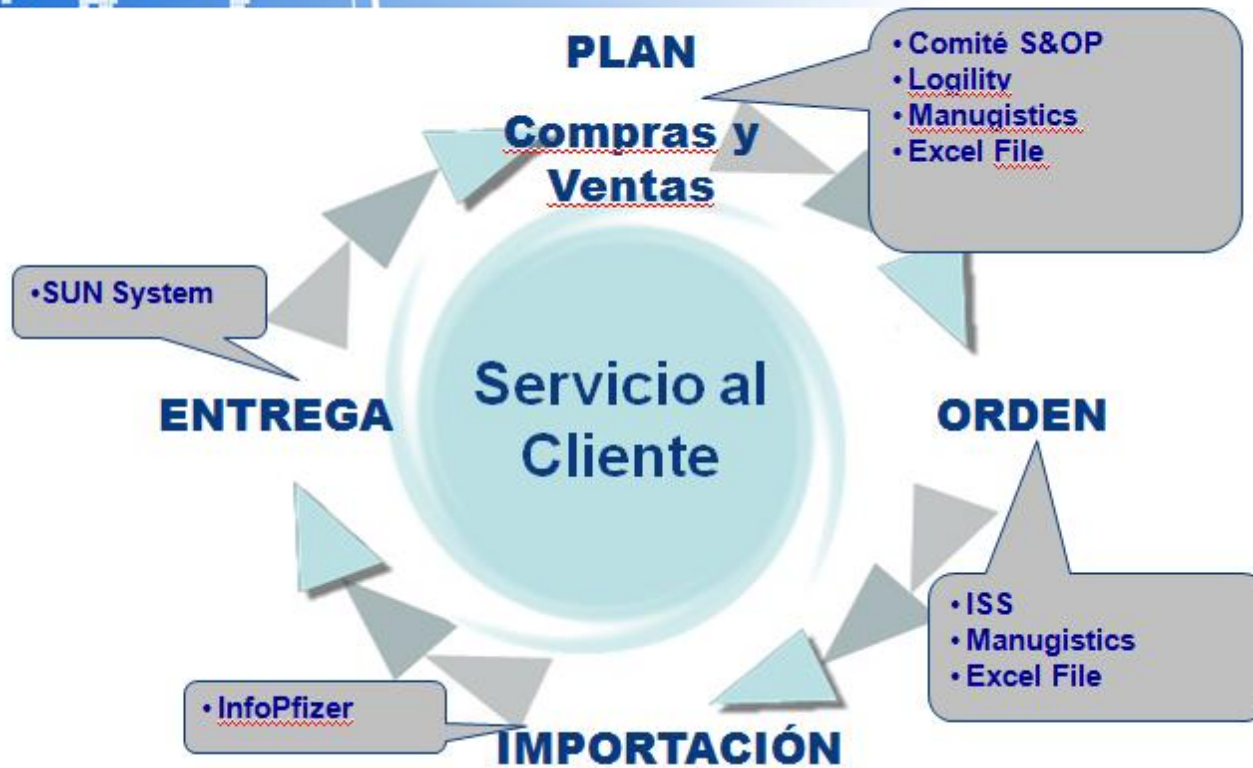 PLAN
Compras y
Ventas
• Comité S&OP
• Logility
• Manugistics
• Excel File
•SUN System
ENTREGA
Servicio al
Cliente
ORDEN
• ISS
• Manugistics
• Excel File
• InfoPfizer
IMPORTACIÓN